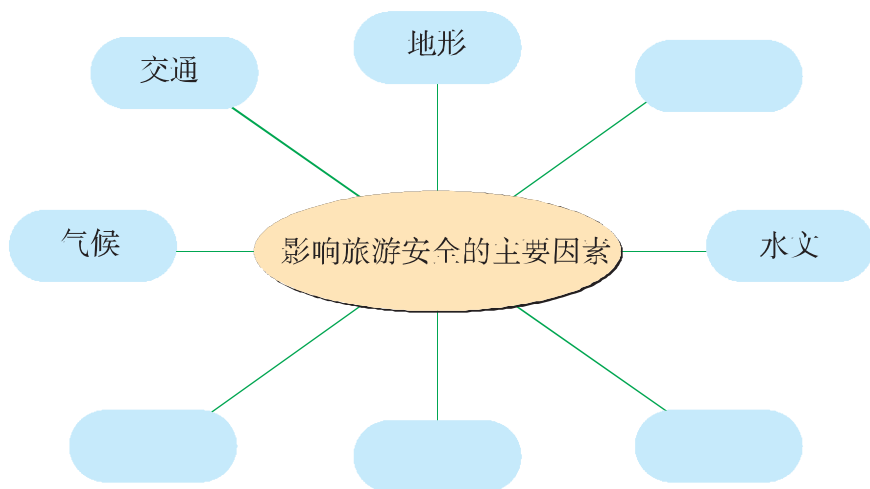 地形
交通
气候
影响旅游安全的主要因素
水文